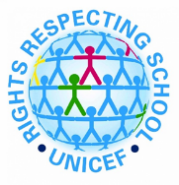 RIGHTS RESPECTING SCHOOL
UNICEF